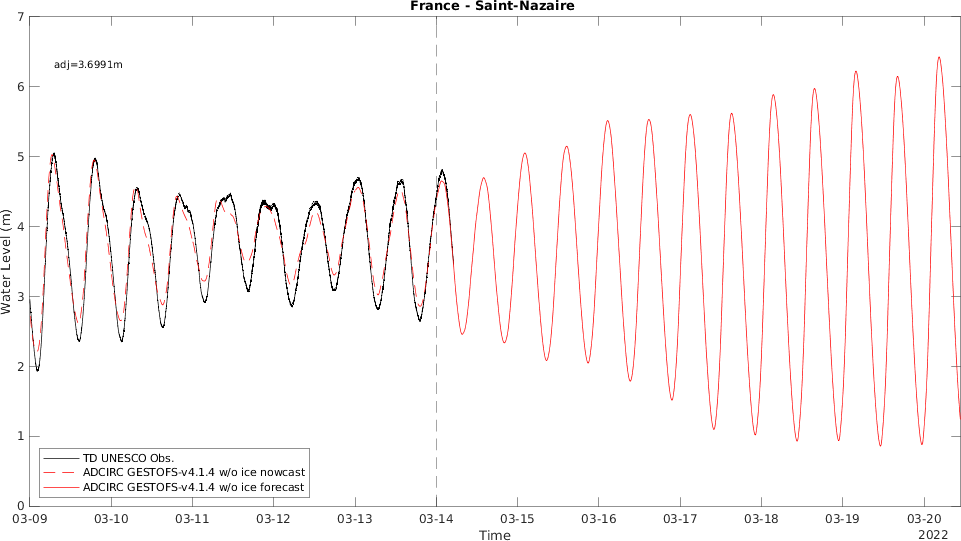 France - Saint-Nazaire
adj=3.6991m
Water Level (m)
7
6
5
4
3
2
1
0
TD UNESCO Obs.
ADCIRC GESTOFS-v4.1.4 w/o ice nowcast
ADCIRC GESTOFS-v4.1.4 w/o ice forecast
03-09 03-10 03-11 03-12 03-13 03-14 03-15 03-16 03-17 03-18 03-19 03-20
Time
2022